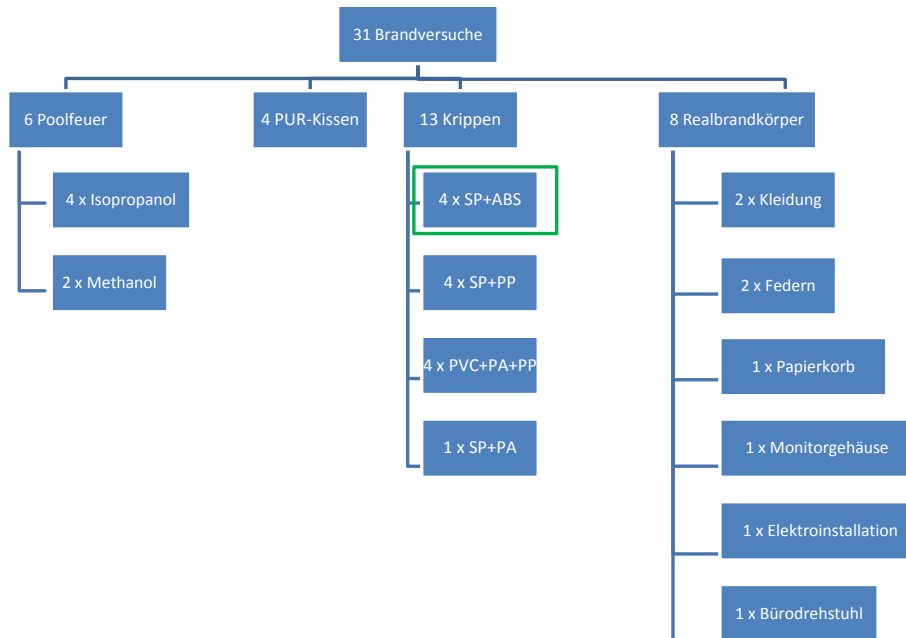 31 Brandversuche
6 Poolfeuer
4 PUR-Kissen
13 Krippen
8 Realbrandkörper
4 x Isopropanol
2 x Methanol
4 x SP+ABS
4 x SP+PP
4 x PVC+PA+PP
1 x SP+PA
2 x Kleidung
2 x Federn
1 x Papierkorb
1 x Monitorgehäuse
1 x Elektroinstallation
1 x Bürodrehstuhl